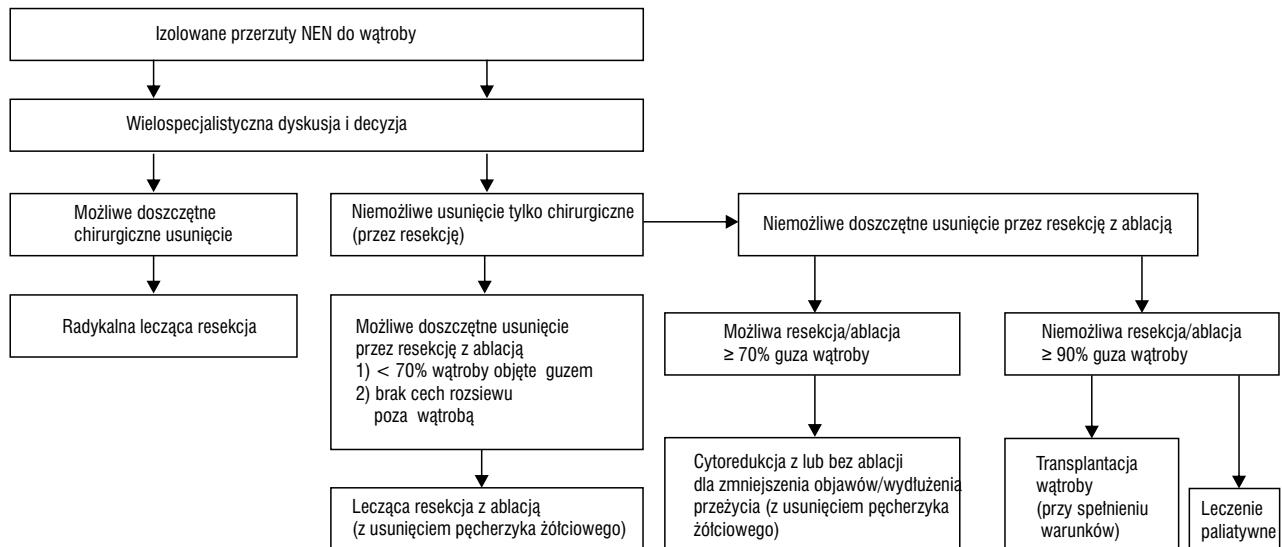 Izolowane przerzuty NEN do wątroby
Wielospecjalistyczna dyskusja i decyzja
Możliwe doszczętne
chirurgiczne usunięcie
Niemożliwe usunięcie tylko chirurgiczne
(przez resekcję)
Niemożliwe doszczętne usunięcie przez resekcję z ablacją
Radykalna lecząca resekcja
Możliwe doszczętne usunięcie
przez resekcję z ablacją
1) < 70% wątroby objęte guzem
2) brak cech rozsiewu
poza wątrobą
Możliwa resekcja/ablacja
≥ 70% guza wątroby
Niemożliwa resekcja/ablacja
≥ 90% guza wątroby
Lecząca resekcja z ablacją
(z usunięciem pęcherzyka żółciowego)
Cytoredukcja z lub bez ablacji
dla zmniejszenia objawów/wydłużenia
przeżycia (z usunięciem pęcherzyka
żółciowego)
Transplantacja
wątroby
(przy spełnieniu
warunków)
Leczenie
paliatywne